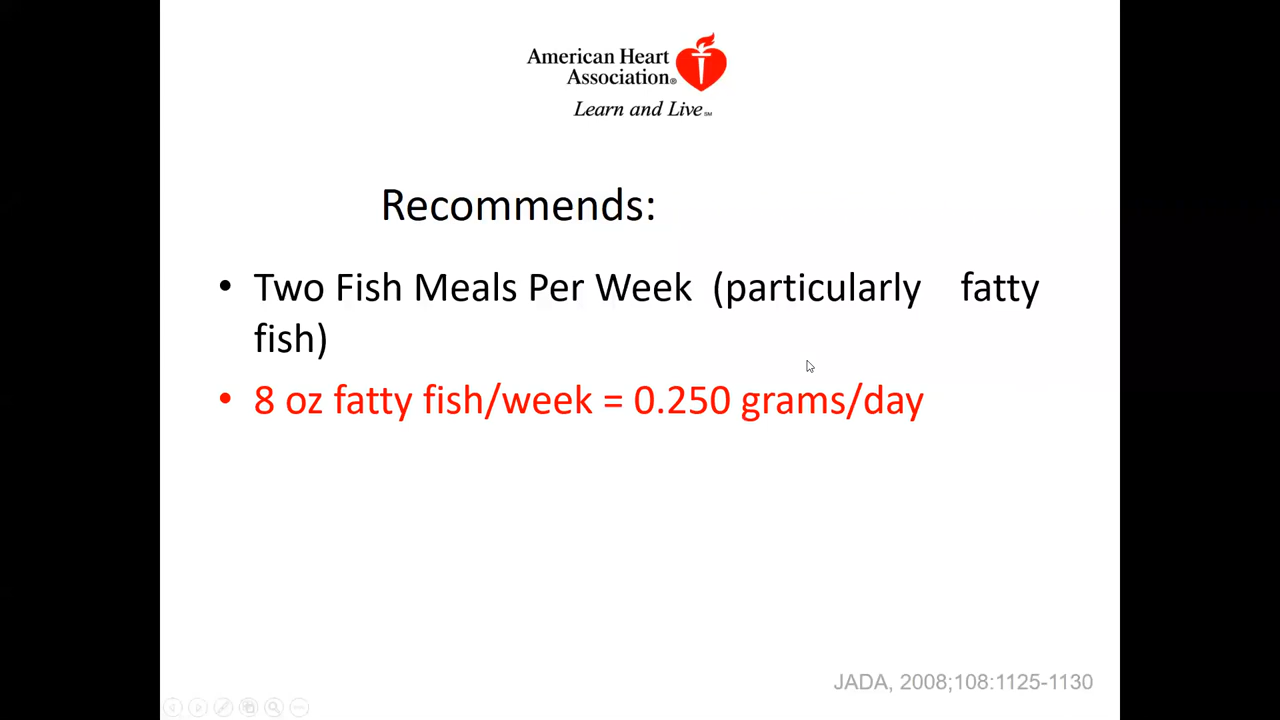 American Heart
Association®
Learn and Live℠
Recommends:
• Two Fish Meals Per Week (particularly fatty
fish)
• 8 oz fatty fish/week = 0.250 grams/day
JADA, 2008;108:1125-1130